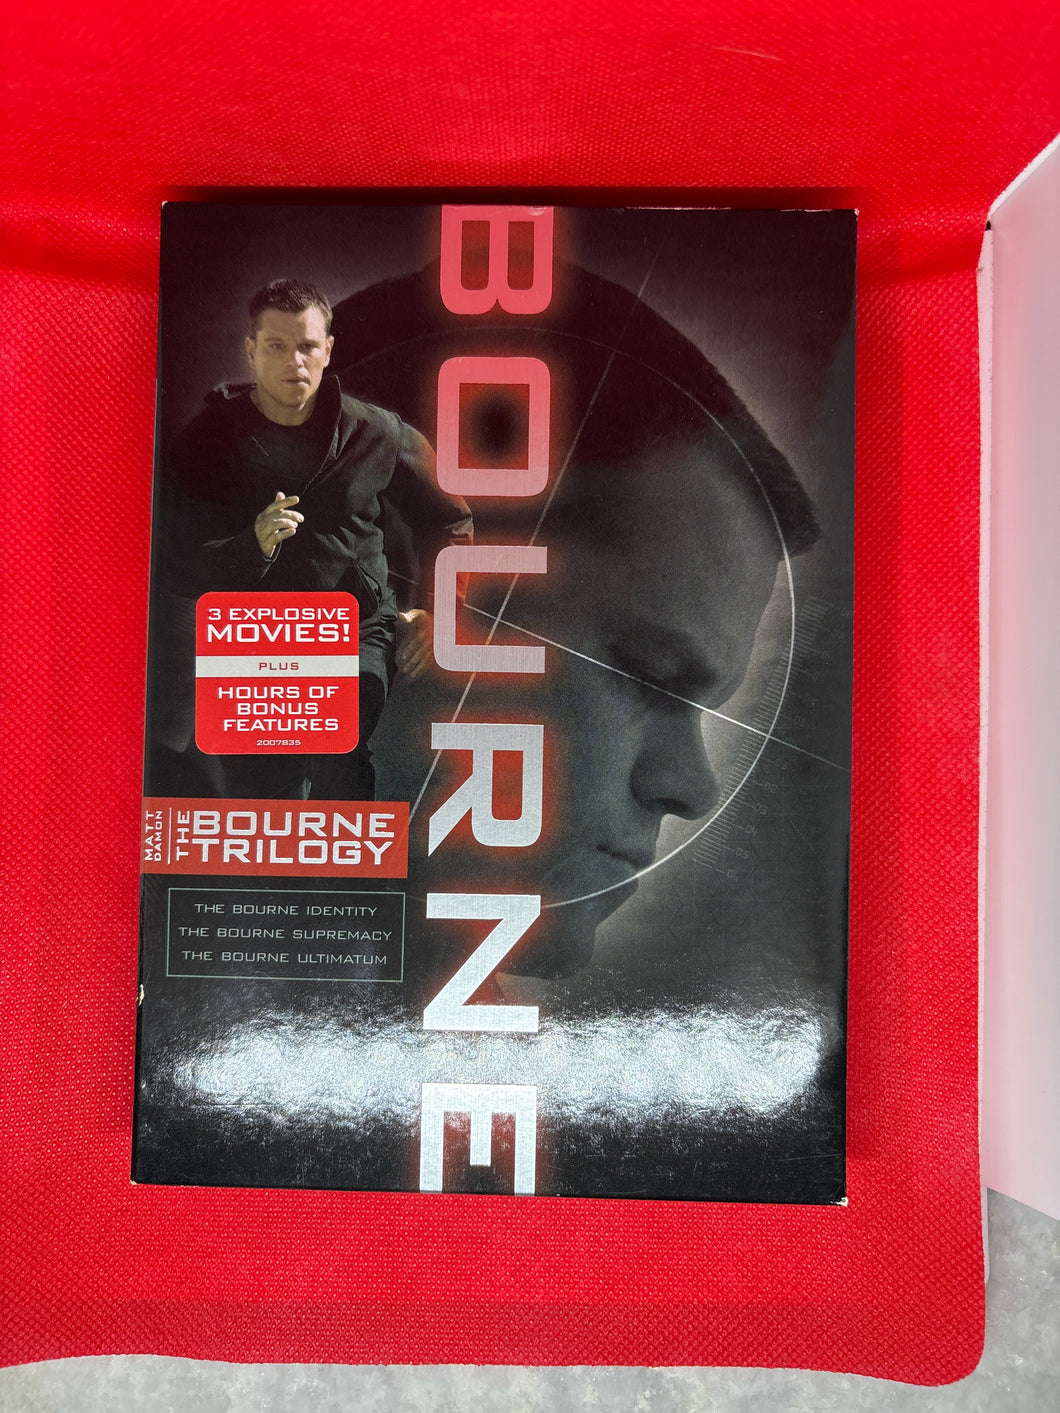 BOURNE
3 EXPLOSIVE
MOVIES!
PLUS
HOURS OF
BONUS
FEATURES
2007835
MATT
DAMON
THE
BOURNE
TRILOGY
THE BOURNE IDENTITY
THE BOURNE SUPREMACY
THE BOURNE ULTIMATUM